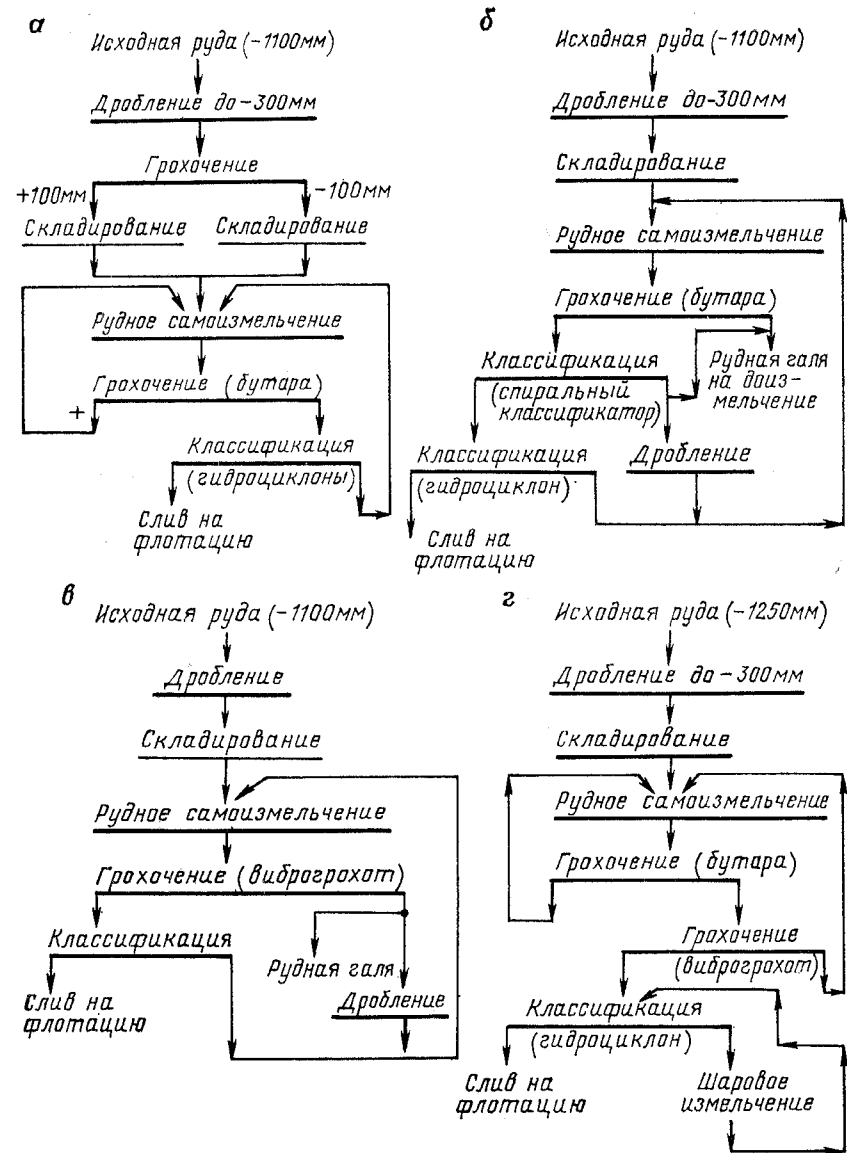 а
Исходная руда (-1100мм)
Дробление до -300мм
Грохочение
+100мм
-100мм
Складирование
Складирование
Рудное самоизмельчение
Грохочение (бутара)
+
Классификация
(гидроциклоны)
Слив на
флотацию
б
Исходная руда (-1100мм)
Дробление до-300мм
Складирование
Рудное самоизмельчение
Грохочение (бутара)
Классификация
(спиральный
классификатор)
Рудная галя
на доиз-
мельчение
Классификация
(гидроциклон)
Дробление
Слив на
флотацию
в
Исходная руда (-1100мм)
Дробление
Складирование
Рудное самоизмельчение
Грохочение (виброгрохот)
Классификация
Рудная галя
Дробление
Слив на
флотацию
г
Исходная руда (-1250мм)
Дробление до -300мм
Складирование
Рудное самоизмельчение
Грохочение (бутара)
Грохочение
(виброгрохот)
Классификация
(гидроциклон)
Слив на
флотацию
Шаровое
измельчение